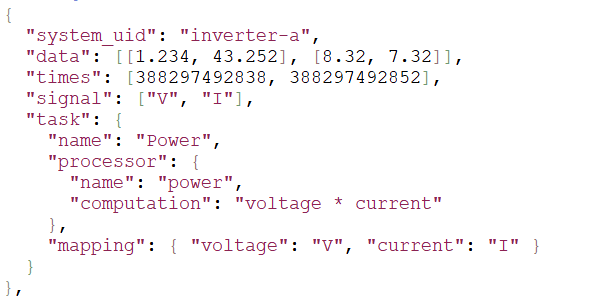 {
  "system_uid": "inverter-a",
  "data": [[1.234, 43.252], [8.32, 7.32]],
  "times": [388297492838, 388297492852],
  "signal": ["V", "I"],
  "task": {
    "name": "Power",
    "processor": {
      "name": "power",
      "computation": "voltage * current"
    },
    "mapping": { "voltage": "V", "current": "I" }
  }
},